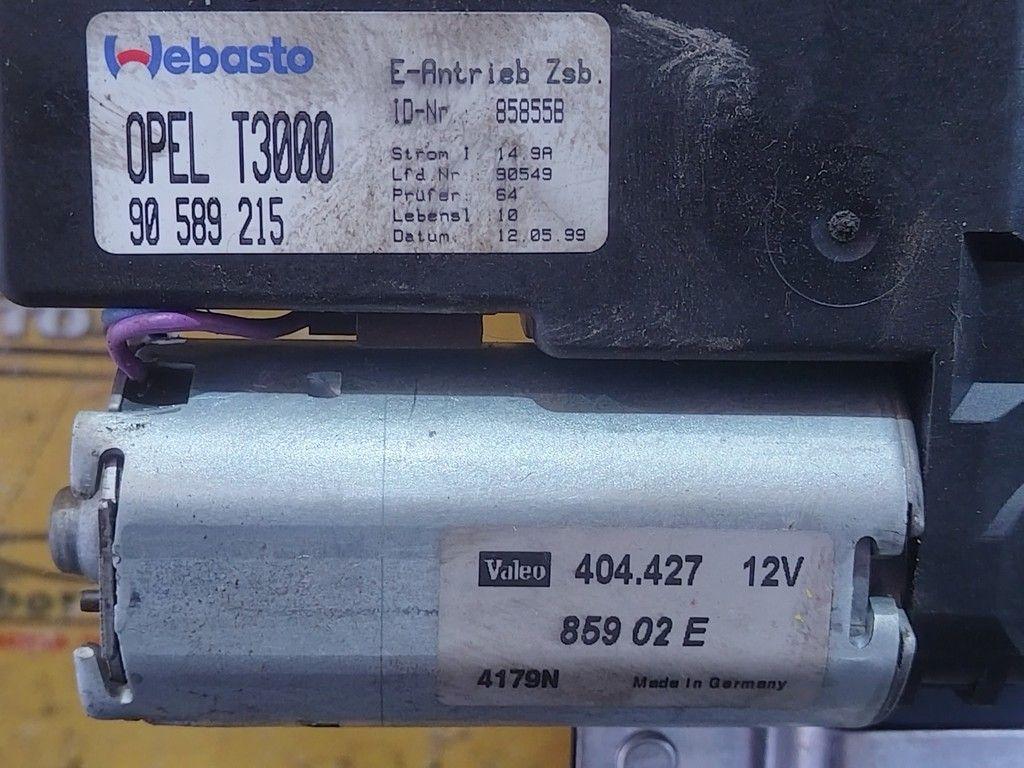 Webasto
OPEL T3000
90 589 215
E-Antrieb Zsb.
ID-Nr.: 85855B
Strom I: 14.9A
Lfd.Nr.: 90549
Prüfer: 64
Lebensl: 10
Datum: 12.05.99
Valeo 404.427 12V
859 02 E
4179N Made in Germany